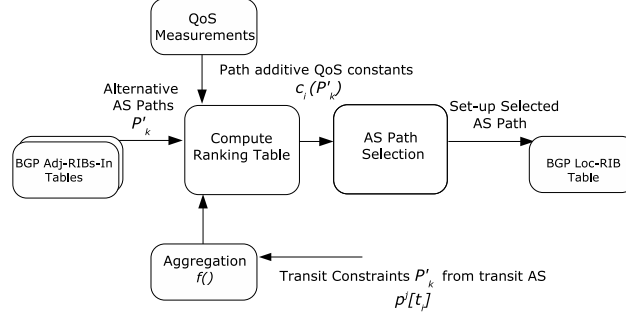 QoS
Measurements
Path additive QoS constants
c_i(P'_k)
Alternative
AS Paths
P'_k
Set-up Selected
AS Path
BGP Adj-RIBs-In
Tables
Compute
Ranking Table
AS Path
Selection
BGP Loc-RIB
Table
Aggregation
f()
Transit Constraints P'_k from transit AS
p^j[t_i]